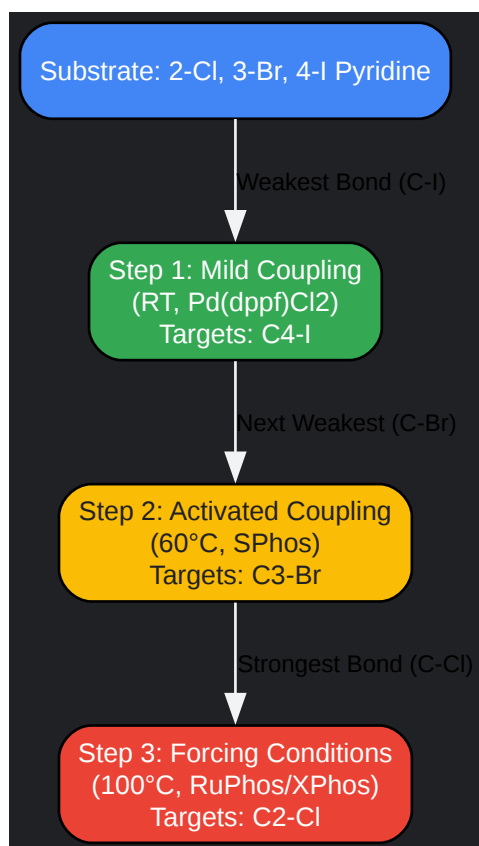 Substrate: 2-Cl, 3-Br, 4-I Pyridine
Weakest Bond (C-I)
Step 1: Mild Coupling
(RT, Pd(dppf)Cl2)
Targets: C4-I
Next Weakest (C-Br)
Step 2: Activated Coupling
(60°C, SPhos)
Targets: C3-Br
Strongest Bond (C-Cl)
Step 3: Forcing Conditions
(100°C, RuPhos/XPhos)
Targets: C2-Cl